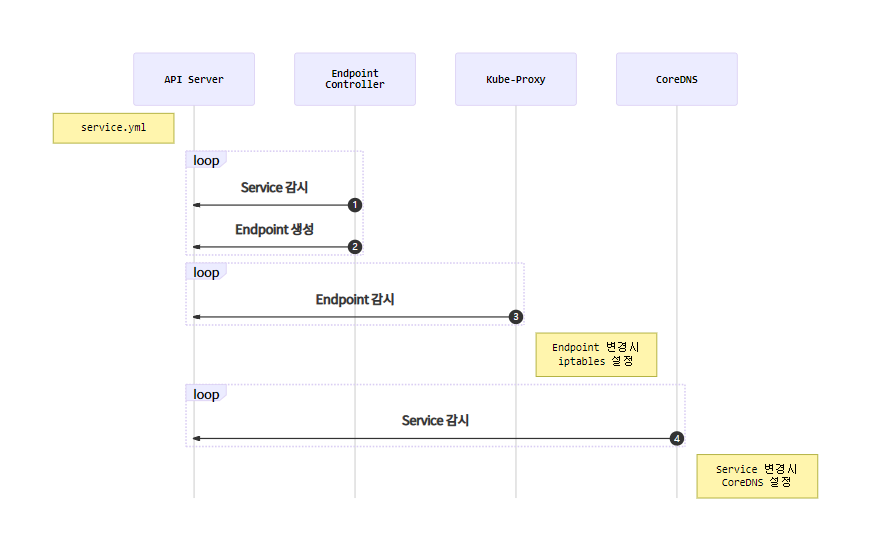 API Server
Endpoint
Controller
Kube-Proxy
CoreDNS
service.yml
loop
Service 감시
1
Endpoint 생성
2
loop
Endpoint 감시
3
Endpoint 변경시
iptables 설정
loop
Service 감시
4
Service 변경시
CoreDNS 설정